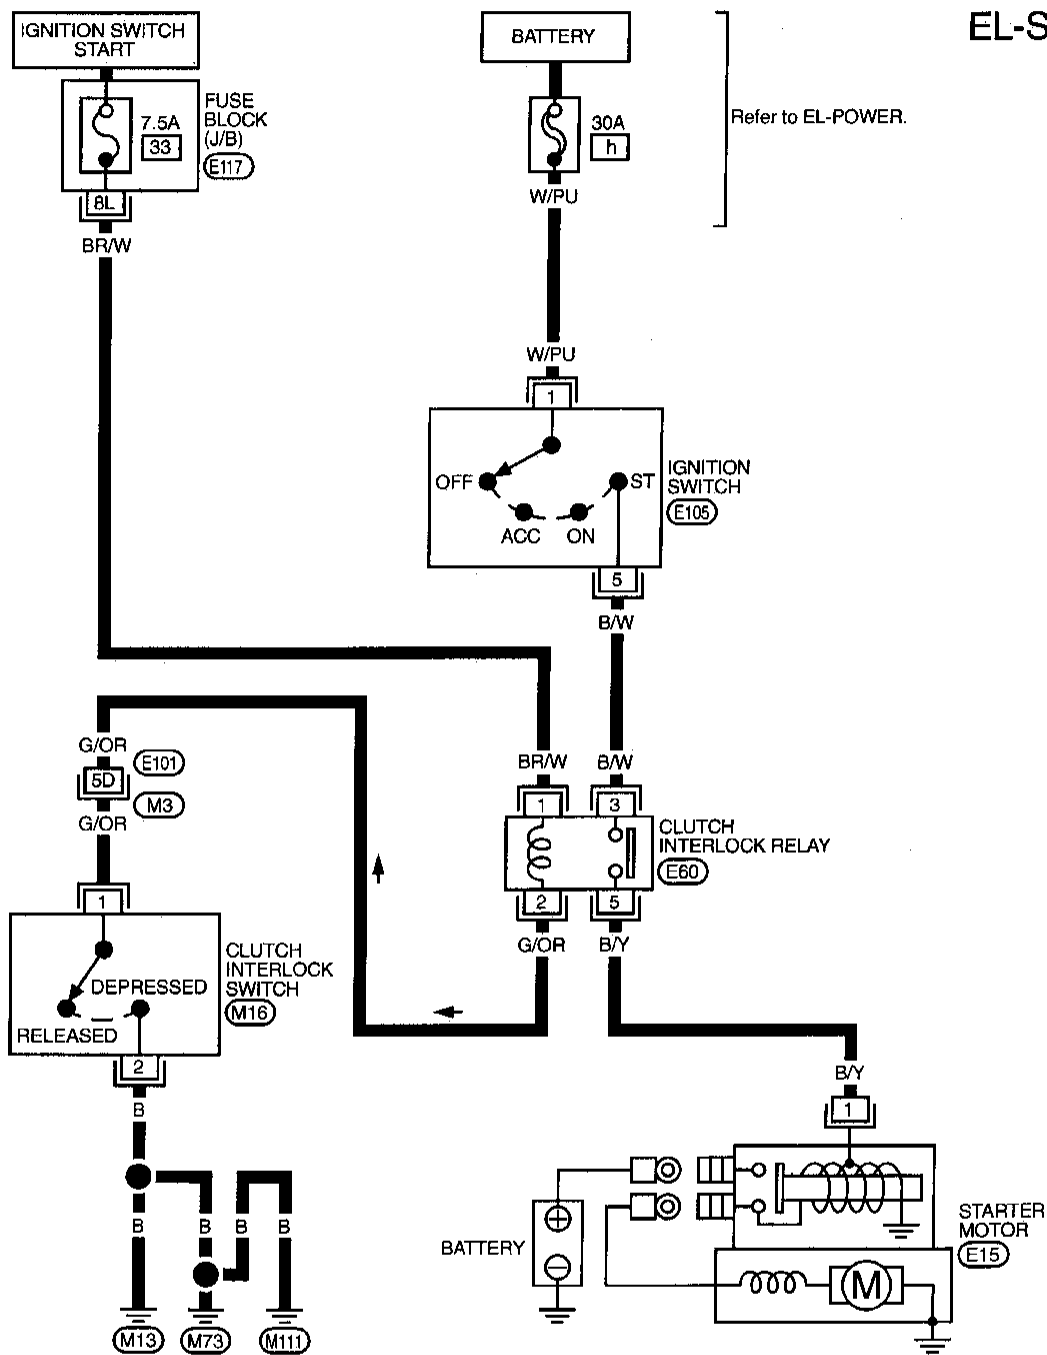 EL-S
IGNITION SWITCH
START
BATTERY
FUSE
BLOCK
(J/B)
E117
7.5A
33
30A
h
Refer to EL-POWER.
8L
BR/W
W/PU
W/PU
1
OFF
ACC
ON
ST
IGNITION
SWITCH
E105
5
B/W
G/OR
E101
5D
M3
G/OR
BR/W
B/W
1
3
CLUTCH
INTERLOCK RELAY
E60
2
5
G/OR
B/Y
1
DEPRESSED
RELEASED
CLUTCH
INTERLOCK
SWITCH
M16
2
B
B/Y
1
B
B
B
B
BATTERY
+
−
M
STARTER
MOTOR
E15
M13
M73
M111